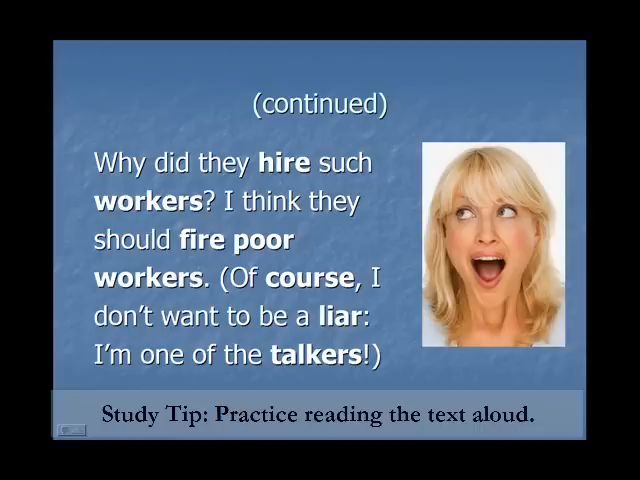 (continued)
Why did they hire such
workers? I think they
should fire poor
workers. (Of course, I
don't want to be a liar:
I'm one of the talkers!)
Study Tip: Practice reading the text aloud.